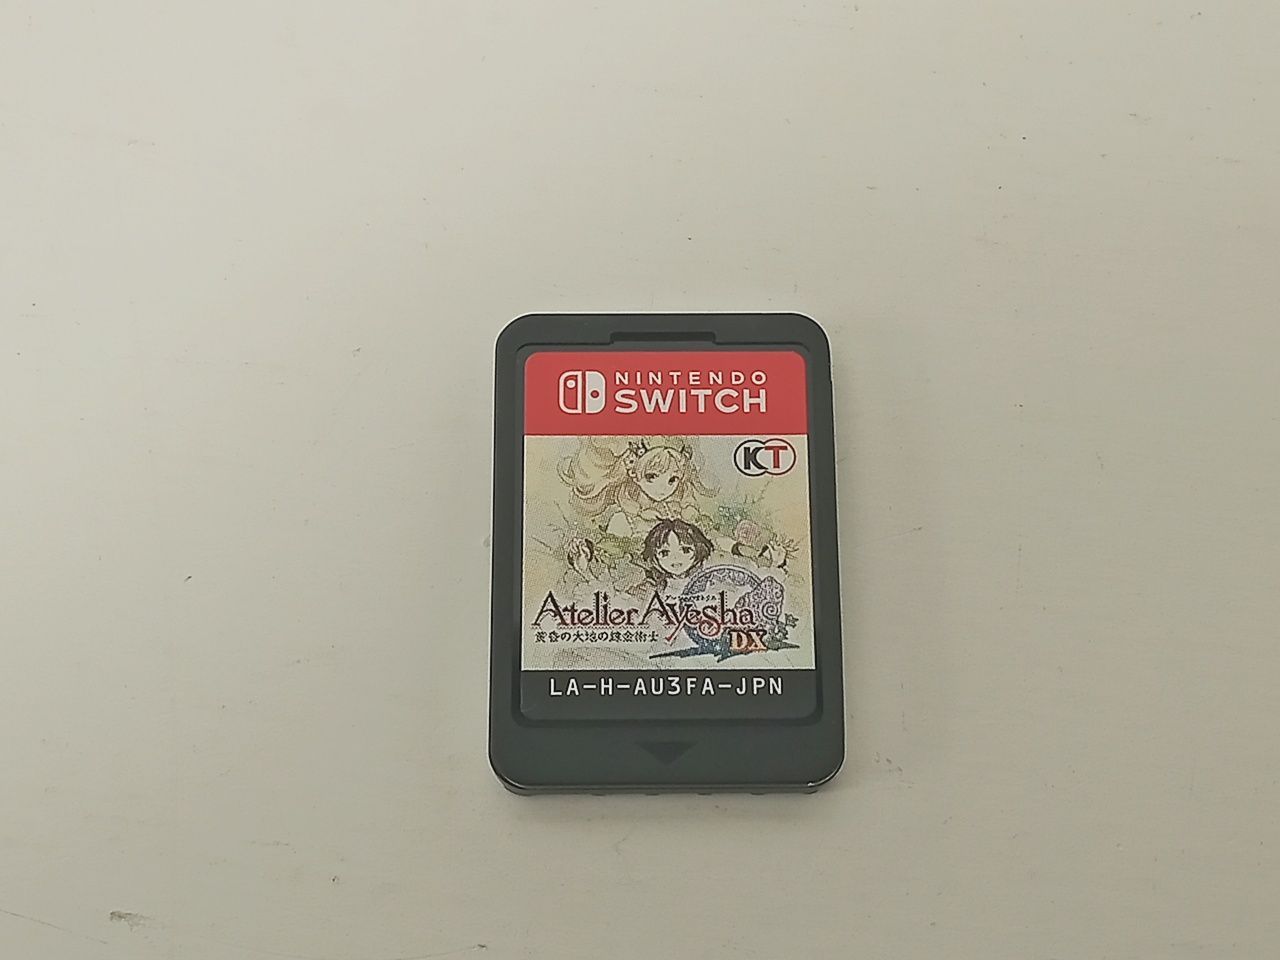 NINTENDO
SWITCH
KT
Atelier Ayesha
黄昏の大地の錬金術士
DX
LA-H-AU3FA-JPN